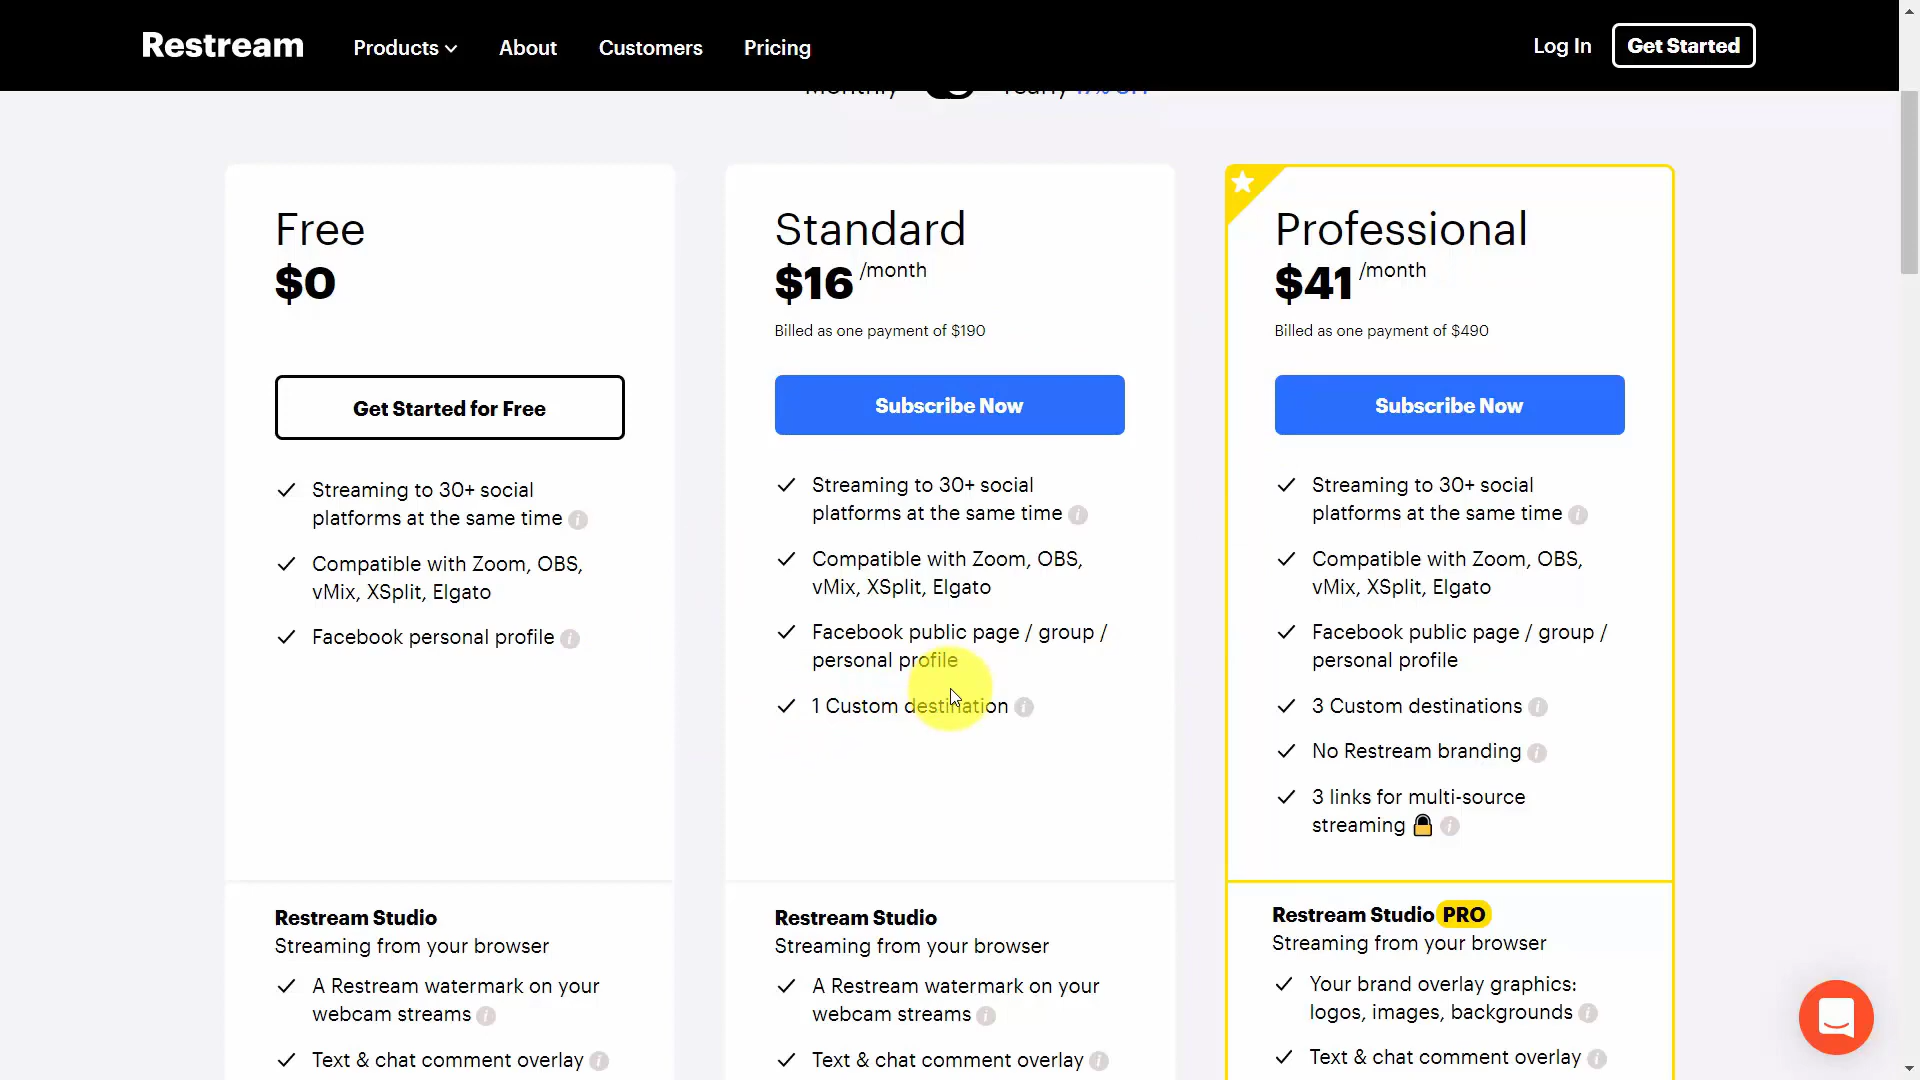 Restream
Products
About
Customers
Pricing
Log In
Get Started
Monthly
Yearly 17% OFF
Free
$0
Get Started for Free
Streaming to 30+ social
platforms at the same time
Compatible with Zoom, OBS,
vMix, XSplit, Elgato
Facebook personal profile
Restream Studio
Streaming from your browser
A Restream watermark on your
webcam streams
Text & chat comment overlay
Standard
$16 /month
Billed as one payment of $190
Subscribe Now
Streaming to 30+ social
platforms at the same time
Compatible with Zoom, OBS,
vMix, XSplit, Elgato
Facebook public page / group /
personal profile
1 Custom destination
Restream Studio
Streaming from your browser
A Restream watermark on your
webcam streams
Text & chat comment overlay
Professional
$41 /month
Billed as one payment of $490
Subscribe Now
Streaming to 30+ social
platforms at the same time
Compatible with Zoom, OBS,
vMix, XSplit, Elgato
Facebook public page / group /
personal profile
3 Custom destinations
No Restream branding
3 links for multi-source
streaming
Restream Studio PRO
Streaming from your browser
Your brand overlay graphics:
logos, images, backgrounds
Text & chat comment overlay